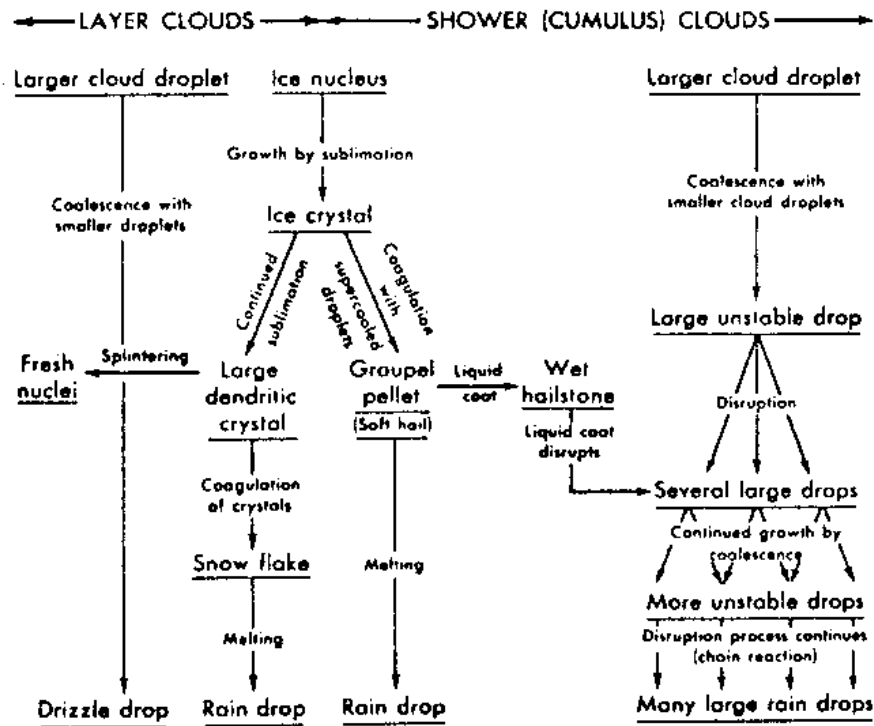 LAYER CLOUDS
SHOWER (CUMULUS) CLOUDS
Larger cloud droplet
Ice nucleus
Larger cloud droplet
Growth by sublimation
Coalescence with
smaller droplets
Coalescence with
smaller cloud droplets
Ice crystal
Continued
sublimation
Coagulation
with
supercooled
droplets
Large unstable drop
Fresh
nuclei
Splintering
Large
dendritic
crystal
Graupel
pellet
(Soft hail)
Liquid
coat
Wet
hailstone
Disruption
Liquid coat
disrupts
Coagulation
of crystals
Several large drops
Continued growth by
coalescence
Snow flake
Melting
More unstable drops
Melting
Disruption process continues
(chain reaction)
Drizzle drop
Rain drop
Rain drop
Many large rain drops